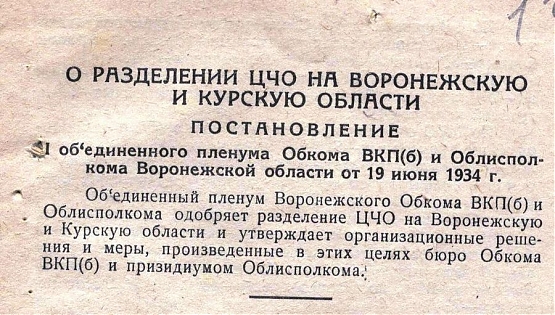 О РАЗДЕЛЕНИИ ЦЧО НА ВОРОНЕЖСКУЮ
И КУРСКУЮ ОБЛАСТИ
ПОСТАНОВЛЕНИЕ
I об‘единенного пленума Обкома ВКП(б) и Облиспол-
кома Воронежской области от 19 июня 1934 г.
Об‘единенный пленум Воронежского Обкома ВКП(б) и
Облисполкома одобряет разделение ЦЧО на Воронежскую
и Курскую области и утверждает организационные реше-
ния и меры, произведенные в этих целях бюро Обкома
ВКП(б) и призидиумом Облисполкома.